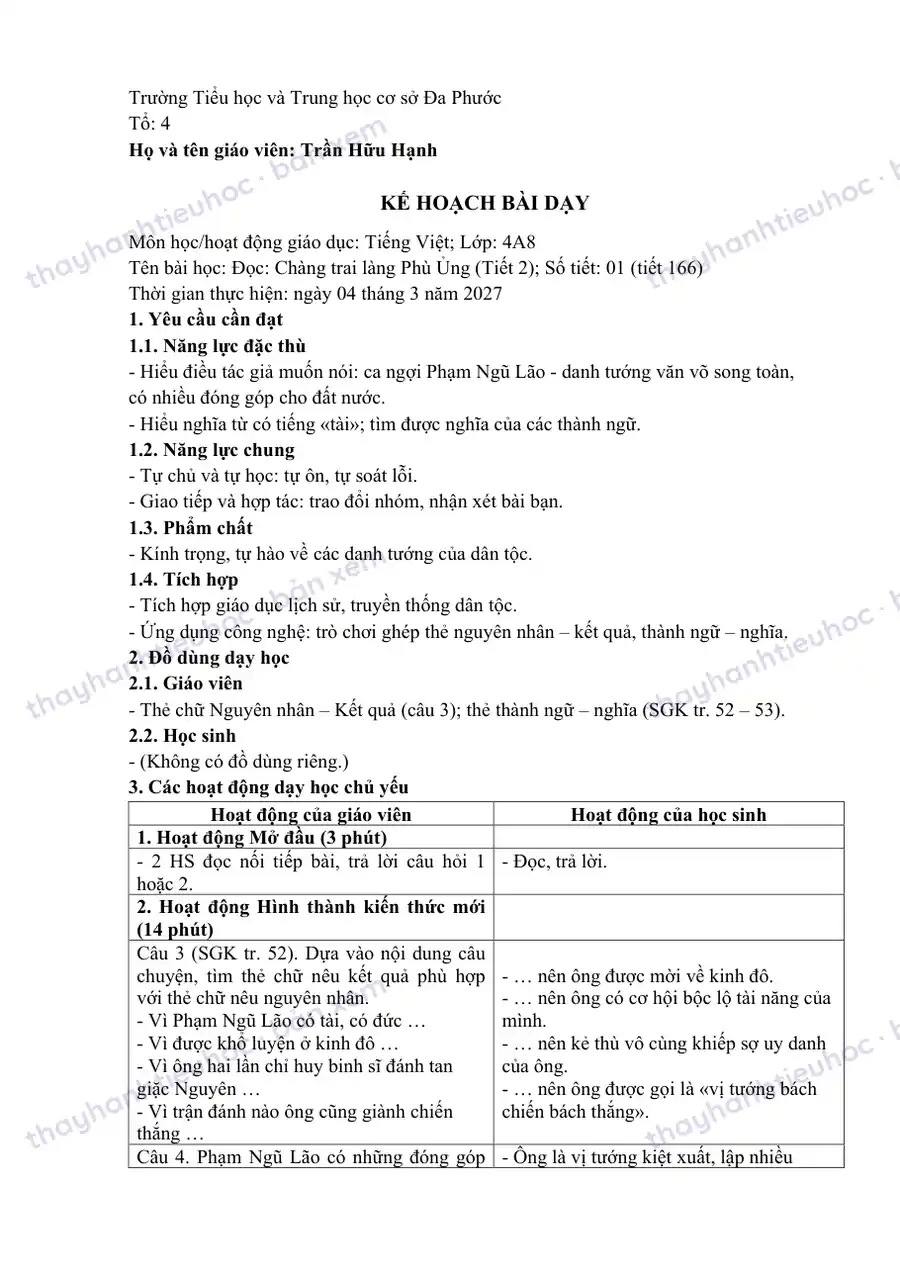 Trường Tiểu học và Trung học cơ sở Đa Phước
Tổ: 4
Họ và tên giáo viên: Trần Hữu Hạnh
KẾ HOẠCH BÀI DẠY
Môn học/hoạt động giáo dục: Tiếng Việt; Lớp: 4A8
Tên bài học: Đọc: Chàng trai làng Phù Ủng (Tiết 2); Số tiết: 01 (tiết 166)
Thời gian thực hiện: ngày 04 tháng 3 năm 2027
1. Yêu cầu cần đạt
1.1. Năng lực đặc thù
- Hiểu điều tác giả muốn nói: ca ngợi Phạm Ngũ Lão - danh tướng văn võ song toàn,
có nhiều đóng góp cho đất nước.
- Hiểu nghĩa từ có tiếng «tài»; tìm được nghĩa của các thành ngữ.
1.2. Năng lực chung
- Tự chủ và tự học: tự ôn, tự soát lỗi.
- Giao tiếp và hợp tác: trao đổi nhóm, nhận xét bài bạn.
1.3. Phẩm chất
- Kính trọng, tự hào về các danh tướng của dân tộc.
1.4. Tích hợp
- Tích hợp giáo dục lịch sử, truyền thống dân tộc.
- Ứng dụng công nghệ: trò chơi ghép thẻ nguyên nhân – kết quả, thành ngữ – nghĩa.
2. Đồ dùng dạy học
2.1. Giáo viên
- Thẻ chữ Nguyên nhân – Kết quả (câu 3); thẻ thành ngữ – nghĩa (SGK tr. 52 – 53).
2.2. Học sinh
- (Không có đồ dùng riêng.)
3. Các hoạt động dạy học chủ yếu
Hoạt động của giáo viên
Hoạt động của học sinh
1. Hoạt động Mở đầu (3 phút)
- 2 HS đọc nối tiếp bài, trả lời câu hỏi 1
hoặc 2.
- Đọc, trả lời.
2. Hoạt động Hình thành kiến thức mới
(14 phút)
Câu 3 (SGK tr. 52). Dựa vào nội dung câu
chuyện, tìm thẻ chữ nêu kết quả phù hợp
với thẻ chữ nêu nguyên nhân.
- Vì Phạm Ngũ Lão có tài, có đức …
- Vì được khổ luyện ở kinh đô …
- Vì ông hai lần chỉ huy binh sĩ đánh tan
giặc Nguyên …
- Vì trận đánh nào ông cũng giành chiến
thắng …
- … nên ông được mời về kinh đô.
- … nên ông có cơ hội bộc lộ tài năng của
mình.
- … nên kẻ thù vô cùng khiếp sợ uy danh
của ông.
- … nên ông được gọi là «vị tướng bách
chiến bách thắng».
Câu 4. Phạm Ngũ Lão có những đóng góp
- Ông là vị tướng kiệt xuất, lập nhiều
thayhanhtieuhoc · bản xem
thayhanhtieuhoc · b
thayhanhtieuhoc · bản xem
thayhanhtieuhoc · b
thayhanhtieuhoc · bản xem
thayhanhtieuhoc · b